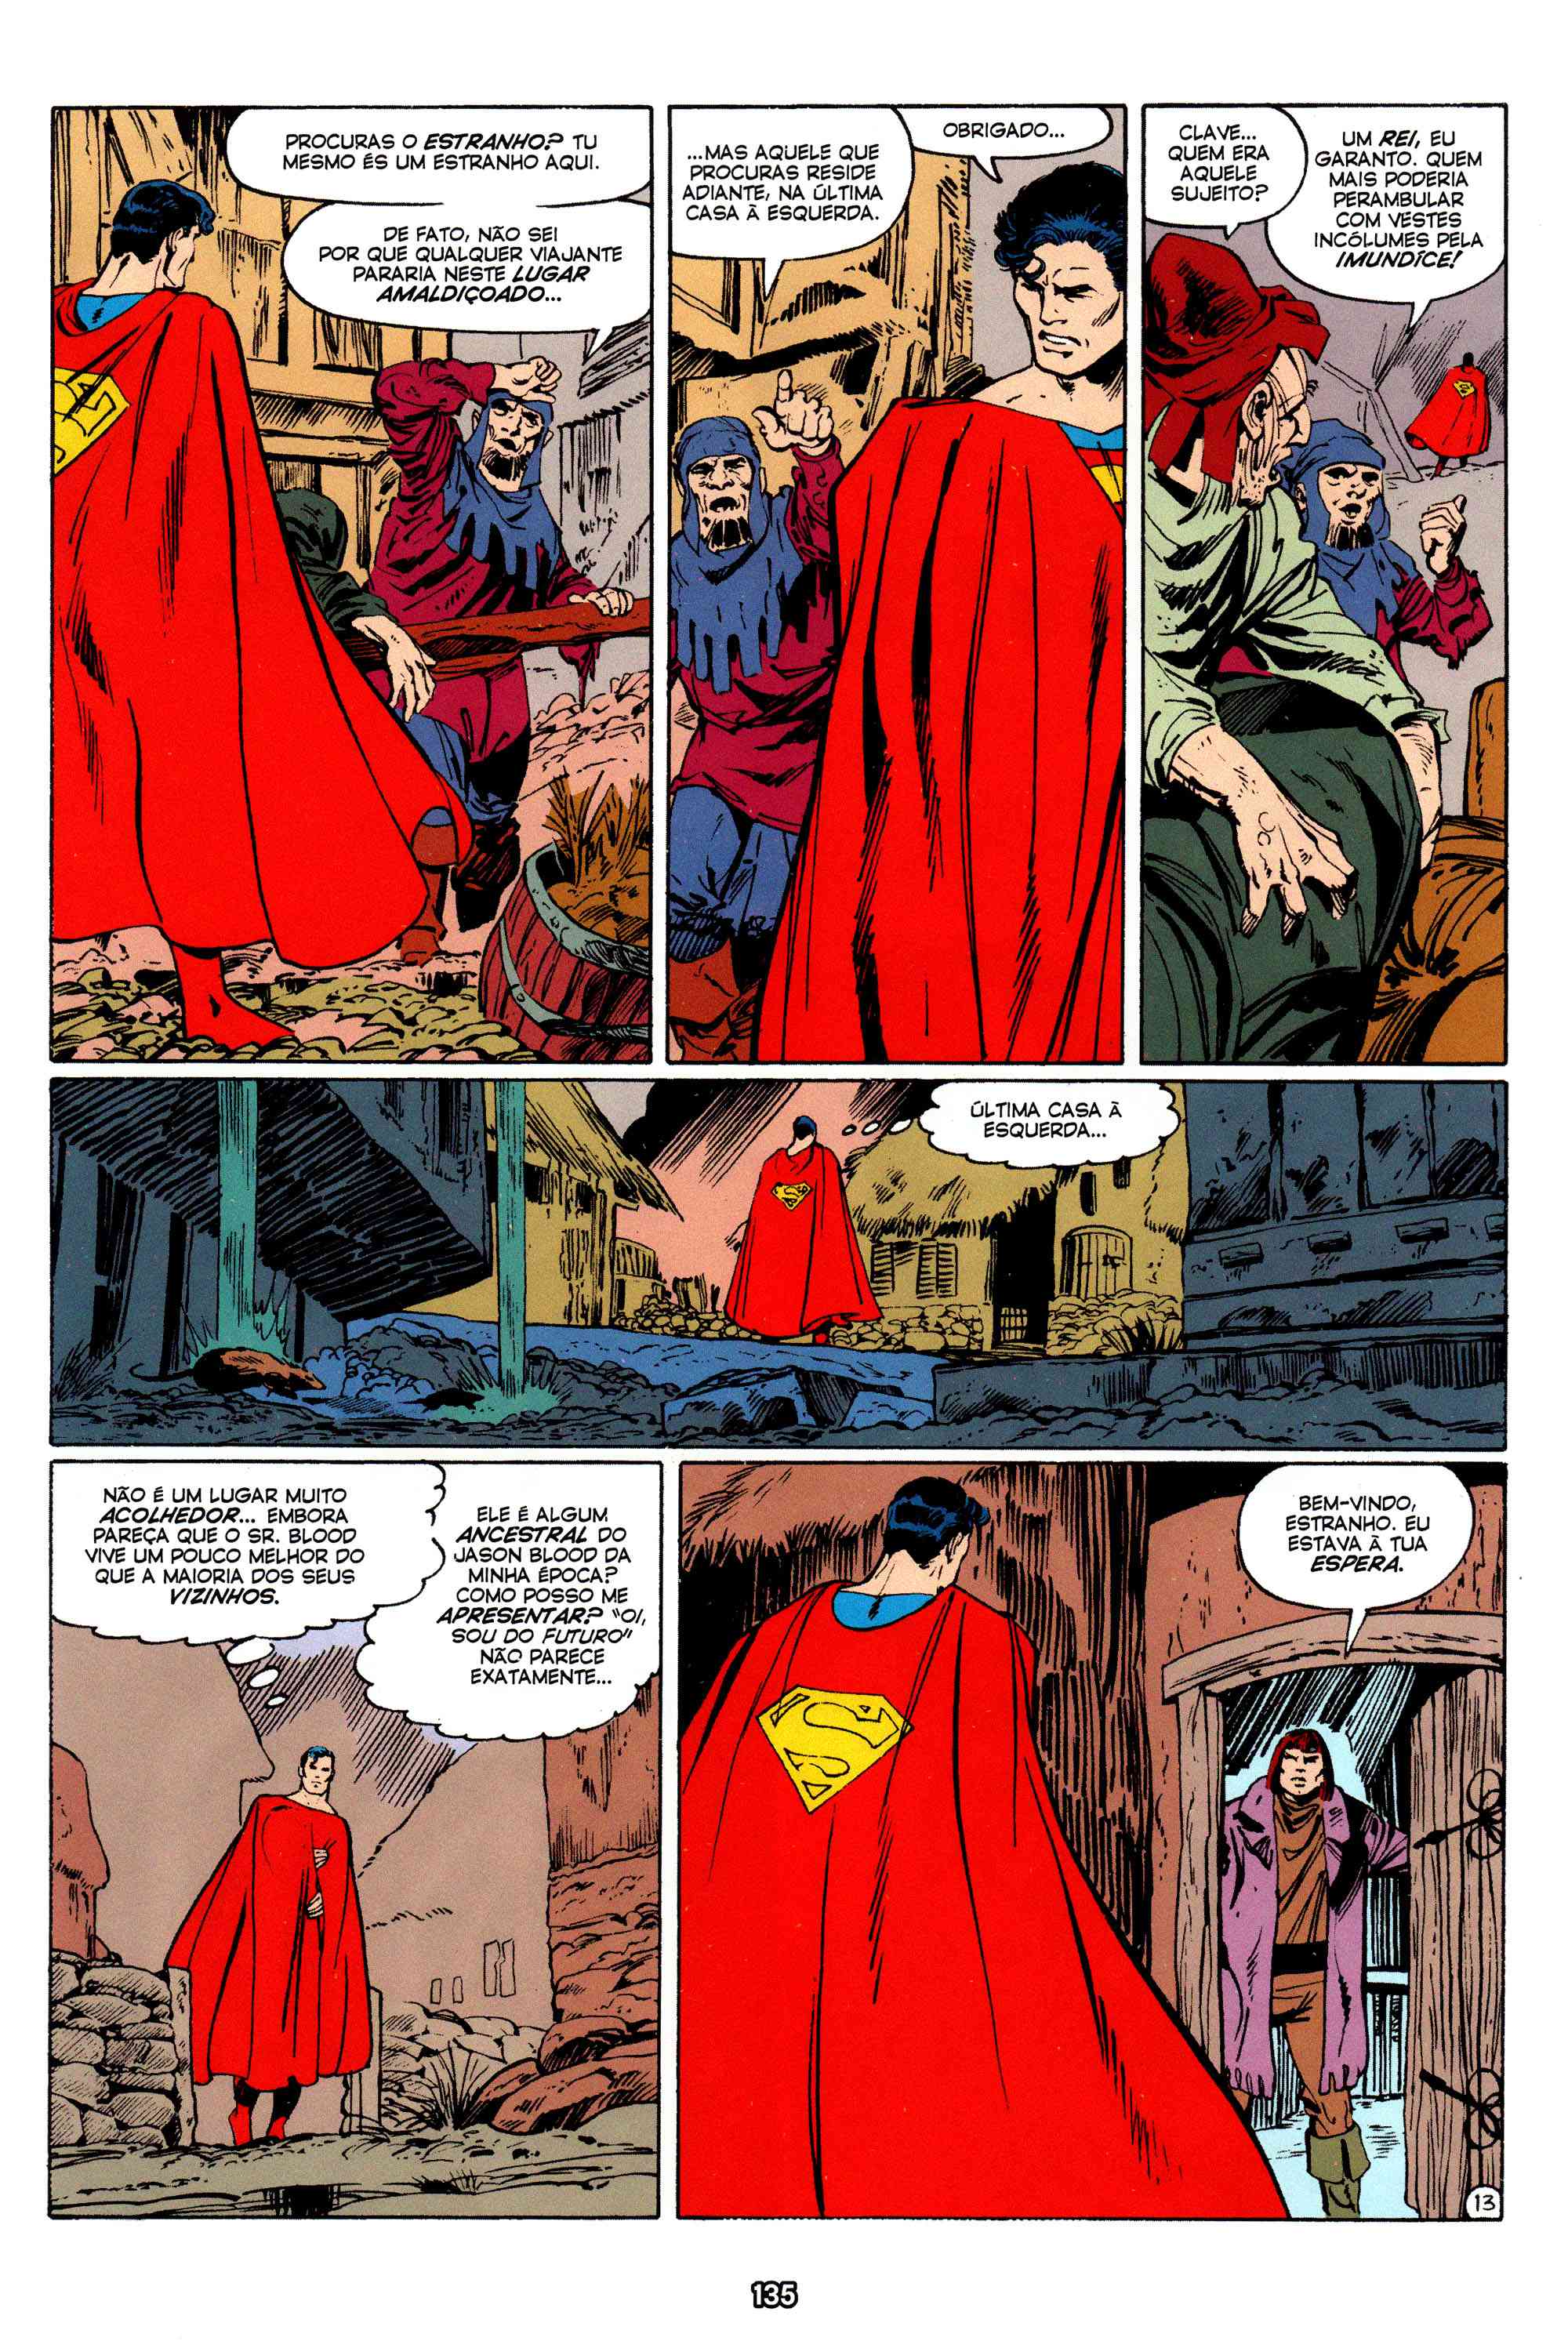 PROCURAS O ESTRANHO? TU
MESMO ÉS UM ESTRANHO AQUI.
DE FATO, NÃO SEI
POR QUE QUALQUER VIAJANTE
PARARIA NESTE LUGAR
AMALDIÇOADO...
...MAS AQUELE QUE
PROCURAS RESIDE
ADIANTE, NA ÚLTIMA
CASA À ESQUERDA.
OBRIGADO...
CLAVE...
QUEM ERA
AQUELE
SUJEITO?
UM REI, EU
GARANTO. QUEM
MAIS PODERIA
PERAMBULAR
COM VESTES
INCÓLUMES PELA
IMUNDÍCE!
ÚLTIMA CASA À
ESQUERDA...
NÃO É UM LUGAR MUITO
ACOLHEDOR... EMBORA
PAREÇA QUE O SR. BLOOD
VIVE UM POUCO MELHOR DO
QUE A MAIORIA DOS SEUS
VIZINHOS.
ELE É ALGUM
ANCESTRAL DO
JASON BLOOD DA
MINHA ÉPOCA?
COMO POSSO ME
APRESENTAR? "OI,
SOU DO FUTURO"
NÃO PARECE
EXATAMENTE...
BEM-VINDO,
ESTRANHO. EU
ESTAVA À TUA
ESPERA.
13
135